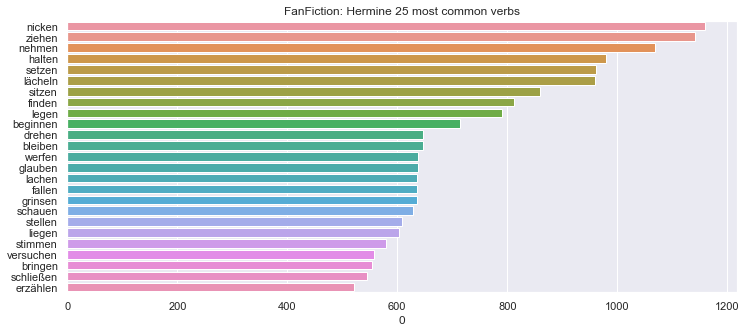 FanFiction: Hermine 25 most common verbs
nicken
ziehen
nehmen
halten
setzen
lächeln
sitzen
finden
legen
beginnen
drehen
bleiben
werfen
glauben
lachen
fallen
grinsen
schauen
stellen
liegen
stimmen
versuchen
bringen
schließen
erzählen
0 200 400 600 800 1000 1200
0